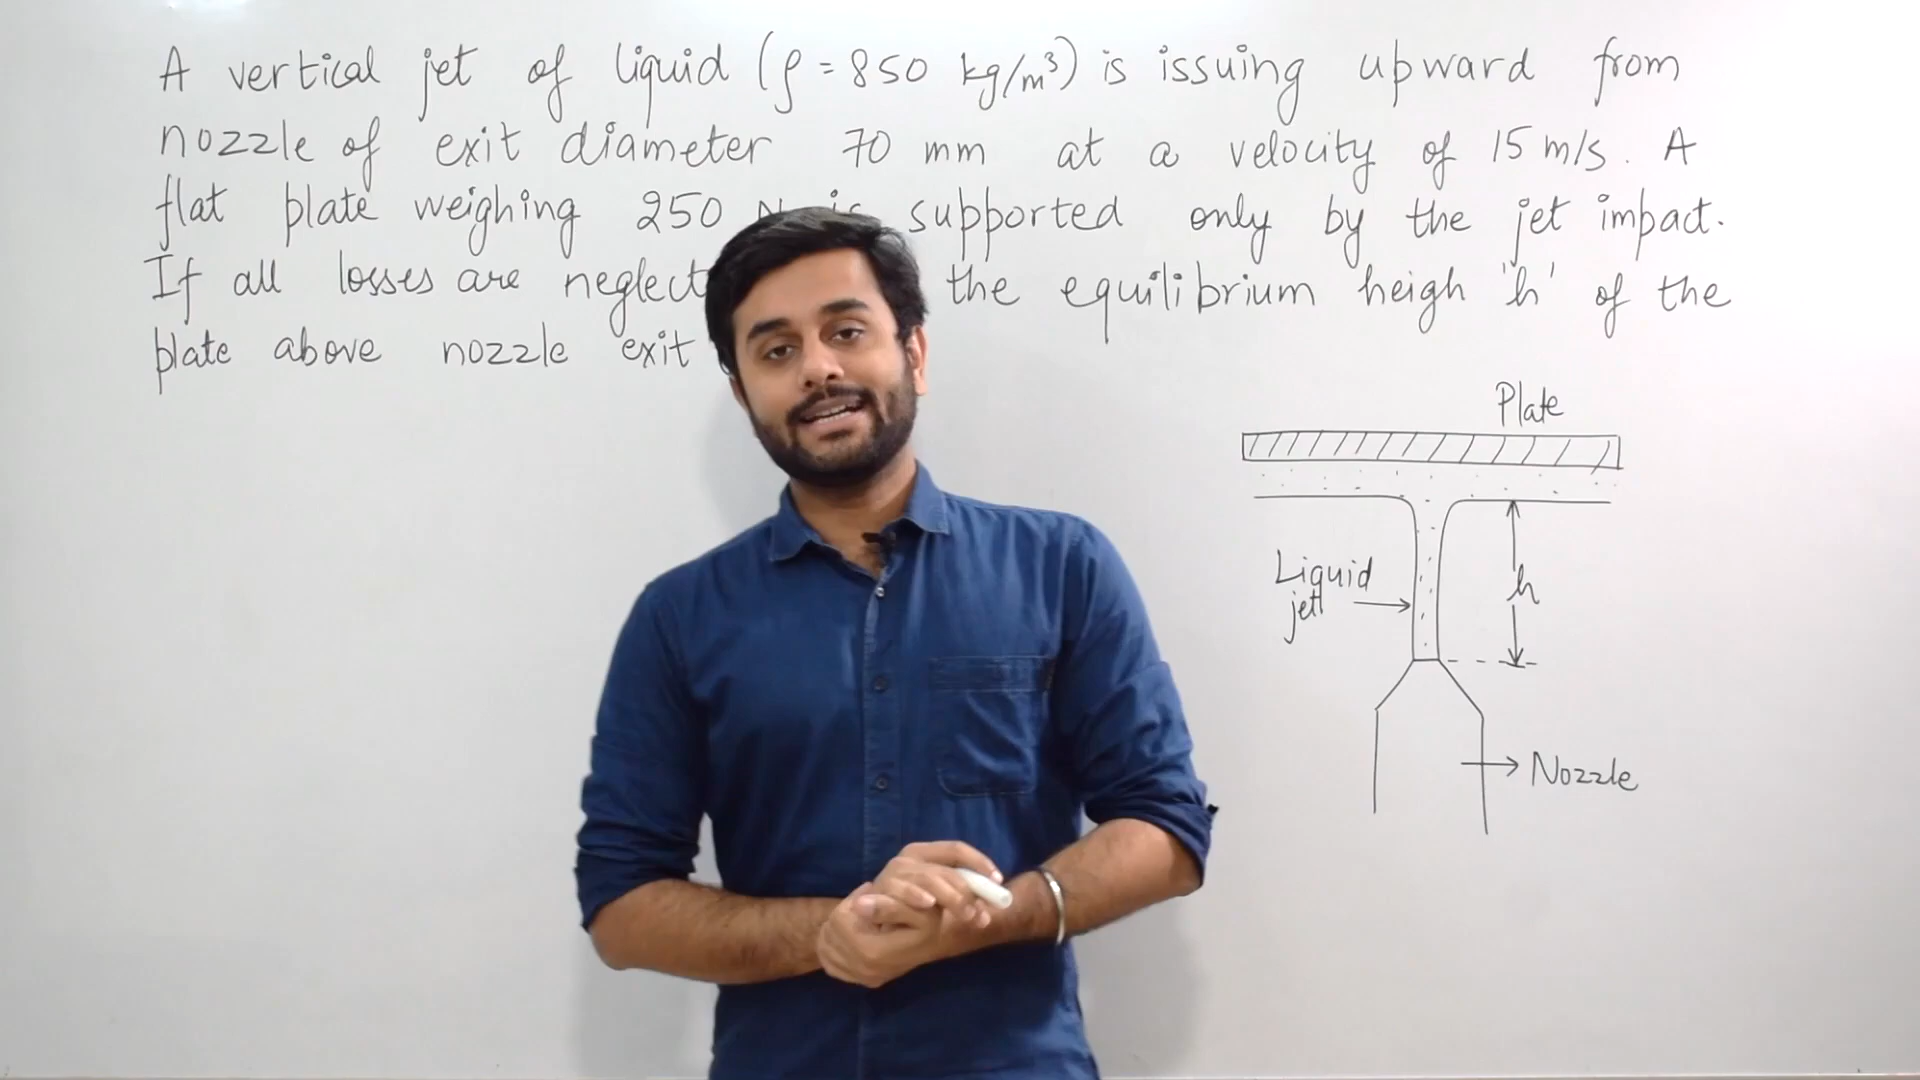 A vertical jet of liquid (ρ = 850 kg/m³) is issuing upward from
nozzle of exit diameter 70 mm at a velocity of 15 m/s. A
flat plate weighing 250 N is supported only by the jet impact.
If all losses are neglect the equilibrium heigh 'h' of the
plate above nozzle exit
Plate
Liquid
jet
h
Nozzle